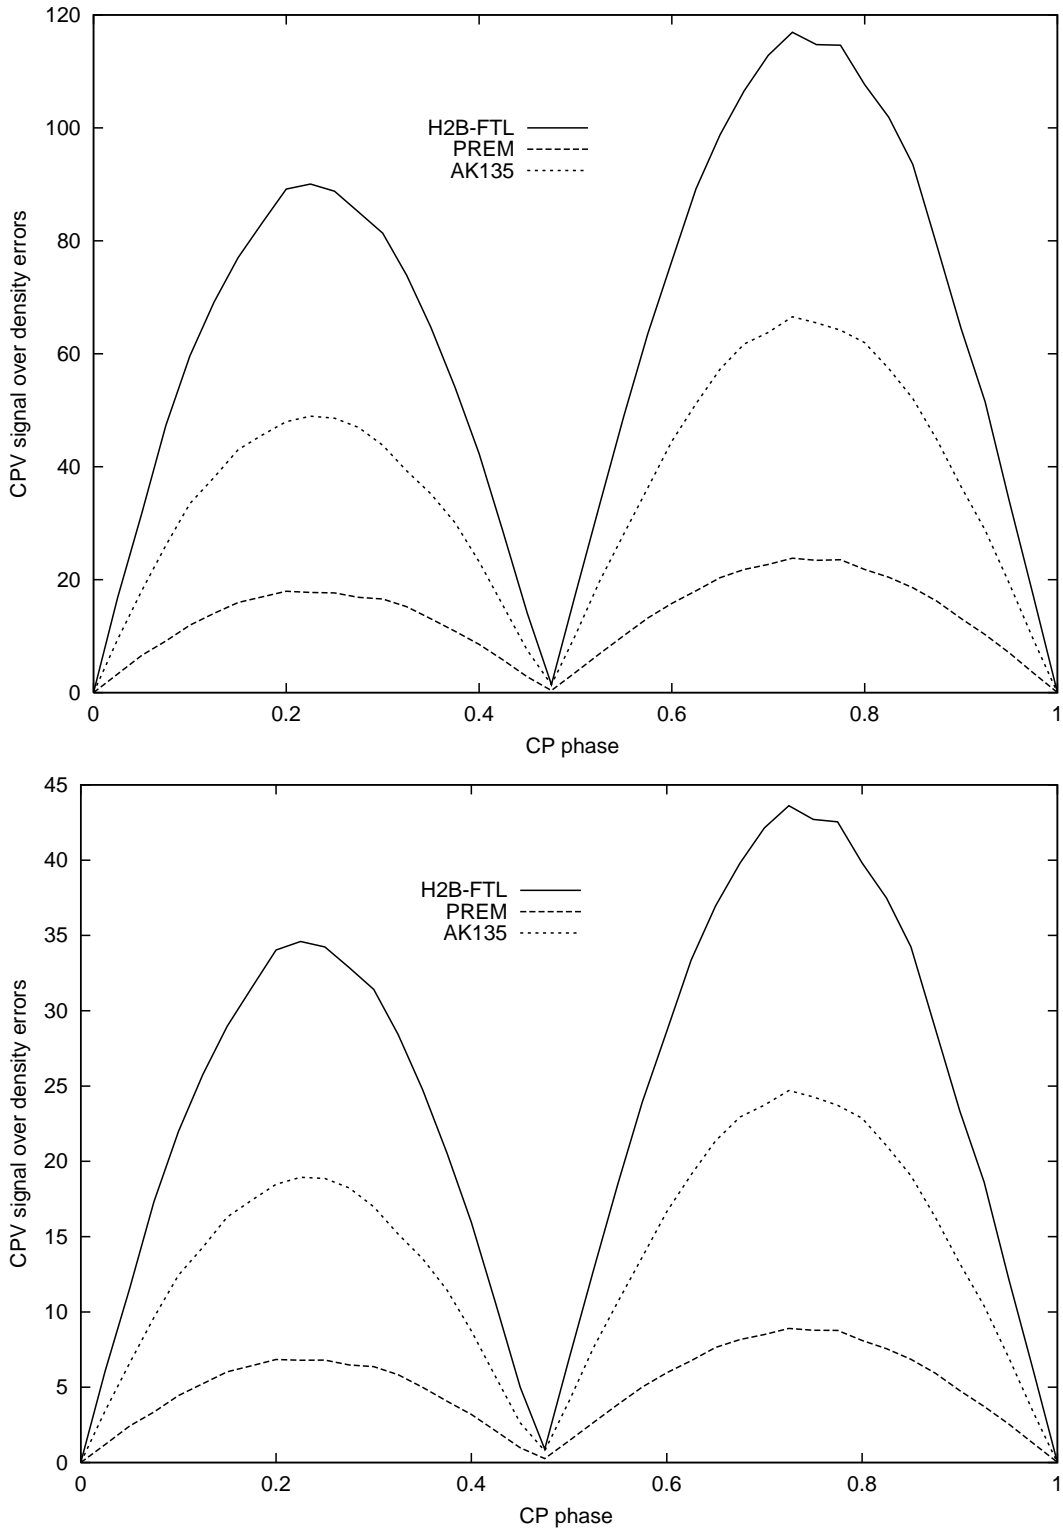 120
100
80
60
40
20
0
CPV signal over density errors
H2B-FTL
PREM
AK135
0 0.2 0.4 0.6 0.8 1
CP phase
45
40
35
30
25
20
15
10
5
0
CPV signal over density errors
H2B-FTL
PREM
AK135
0 0.2 0.4 0.6 0.8 1
CP phase